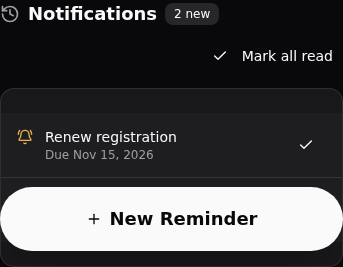 Notifications 2 new
Mark all read
Renew registration
Due Nov 15, 2026
+ New Reminder